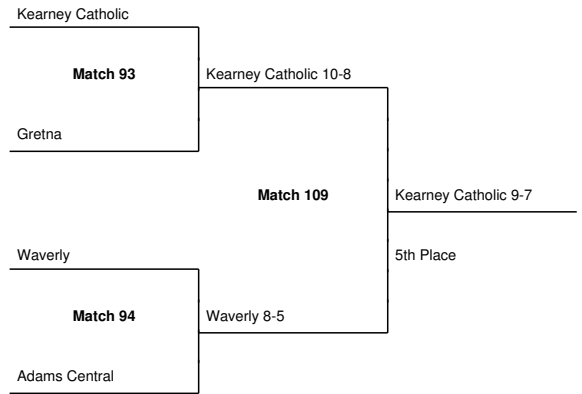 Kearney Catholic
Match 93
Kearney Catholic 10-8
Gretna
Match 109
Kearney Catholic 9-7
Waverly
5th Place
Match 94
Waverly 8-5
Adams Central